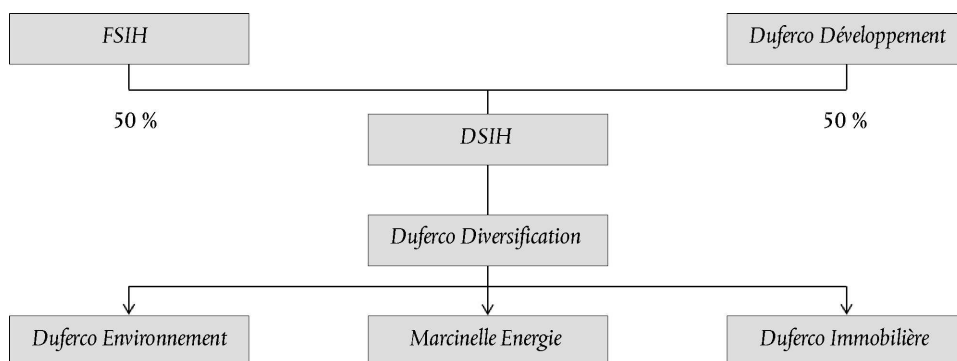 FSIH
Duferco Développement
50 %
50 %
DSIH
Duferco Diversification
Duferco Environnement
Marcinelle Energie
Duferco Immobilière